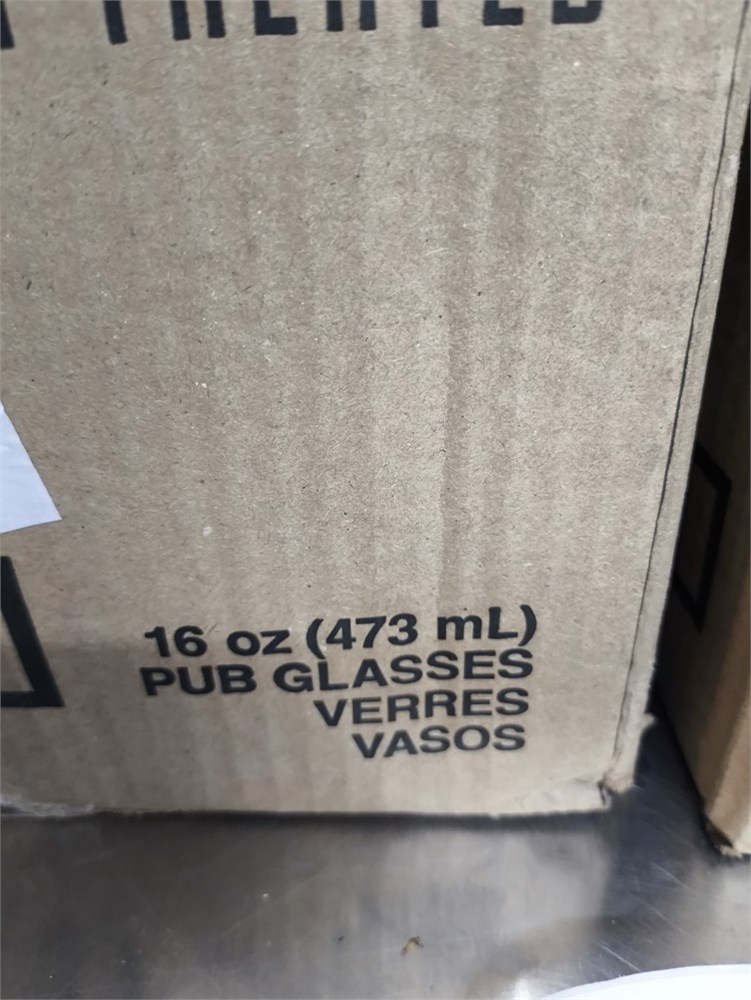 16 oz (473 mL)
PUB GLASSES
VERRES
VASOS